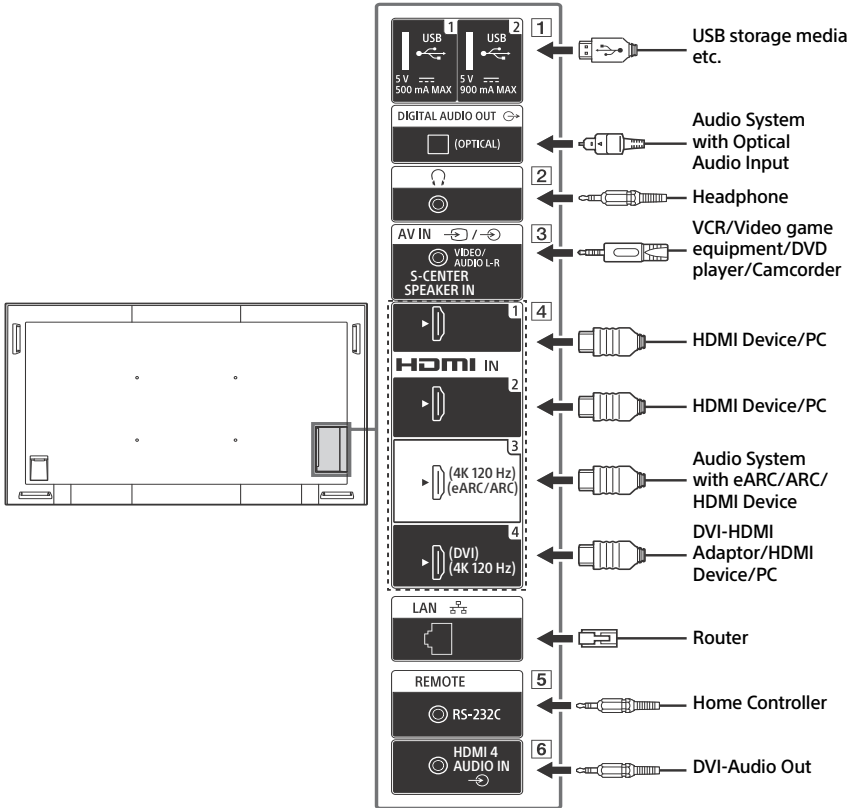 1
USB
5 V
500 mA MAX
2
USB
5 V
900 mA MAX
1
USB storage media
etc.
DIGITAL AUDIO OUT
(OPTICAL)
Audio System
with Optical
Audio Input
2
Headphone
AV IN
/
3
VIDEO/
AUDIO L-R
S-CENTER
SPEAKER IN
VCR/Video game
equipment/DVD
player/Camcorder
1
4
HDMI Device/PC
HDMI IN
2
HDMI Device/PC
3
(4K 120 Hz)
(eARC/ARC)
Audio System
with eARC/ARC/
HDMI Device
4
(DVI)
(4K 120 Hz)
DVI-HDMI
Adaptor/HDMI
Device/PC
LAN
Router
REMOTE
5
RS-232C
Home Controller
HDMI 4
AUDIO IN
6
DVI-Audio Out